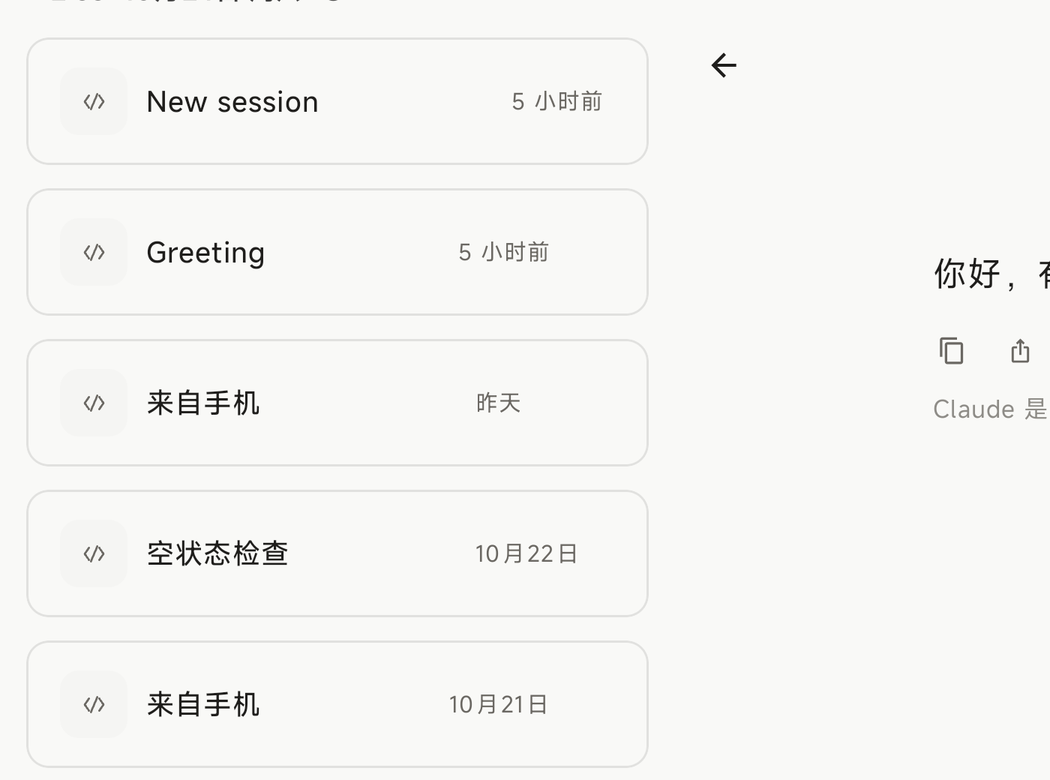 New session 5 小时前
Greeting 5 小时前
来自手机 昨天
空状态检查 10月22日
来自手机 10月21日
你好，
Claude 是